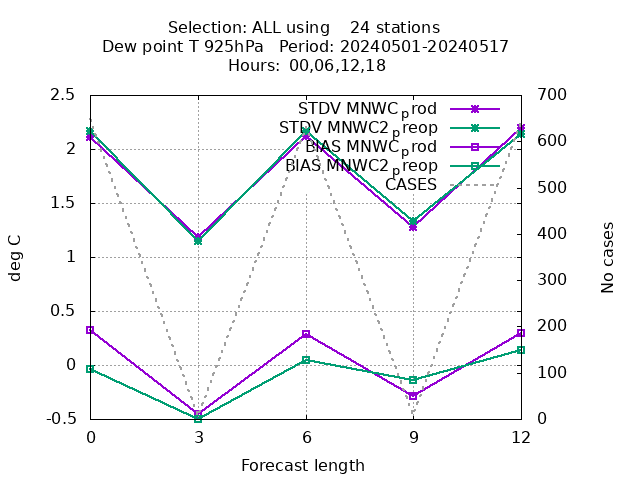 Selection: ALL using    24 stations
Dew point T 925hPa   Period: 20240501-20240517
Hours: 00,06,12,18
STDV MNWC_prod
STDV MNWC2_preop
BIAS MNWC_prod
BIAS MNWC2_preop
CASES
2.5
2
1.5
1
0.5
0
-0.5
deg C
700
600
500
400
300
200
100
0
No cases
0 3 6 9 12
Forecast length